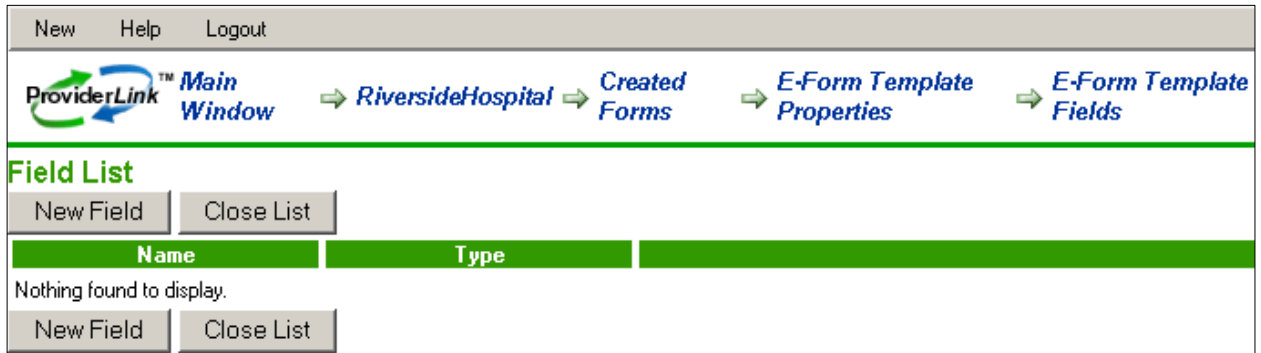 New Help Logout
ProviderLink™ Main Window RiversideHospital Created Forms E-Form Template Properties E-Form Template Fields
Field List
New Field Close List
Name Type
Nothing found to display.
New Field Close List